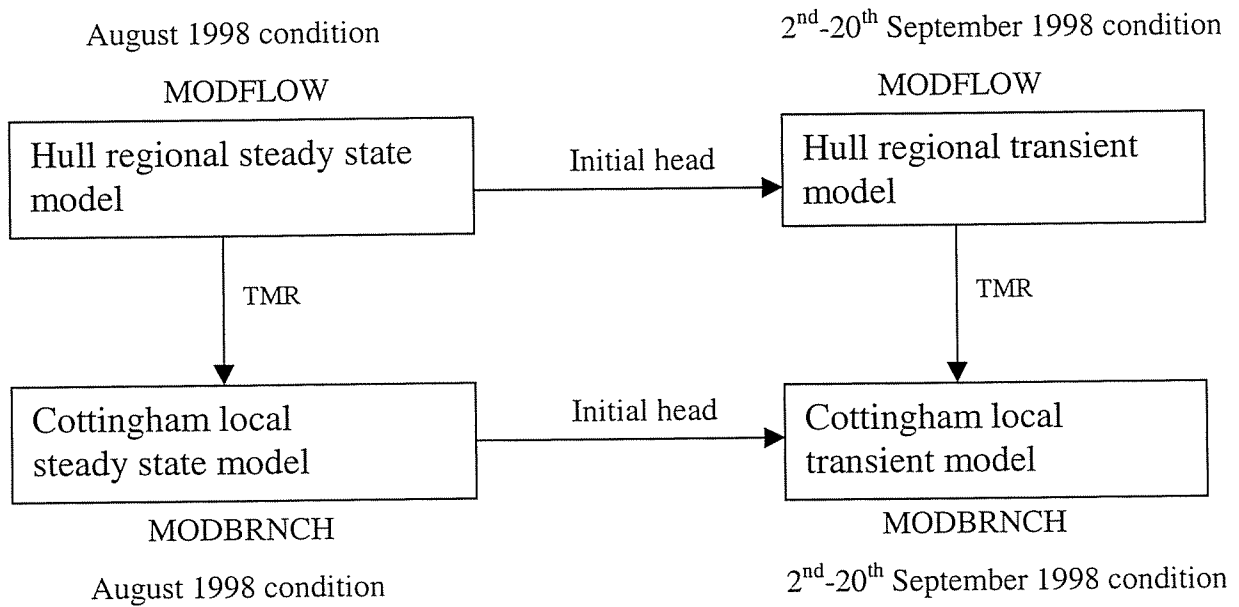 August 1998 condition
2nd-20th September 1998 condition
MODFLOW
MODFLOW
Hull regional steady state
model
Initial head
Hull regional transient
model
TMR
TMR
Cottingham local
steady state model
Initial head
Cottingham local
transient model
MODBRNCH
MODBRNCH
August 1998 condition
2nd-20th September 1998 condition